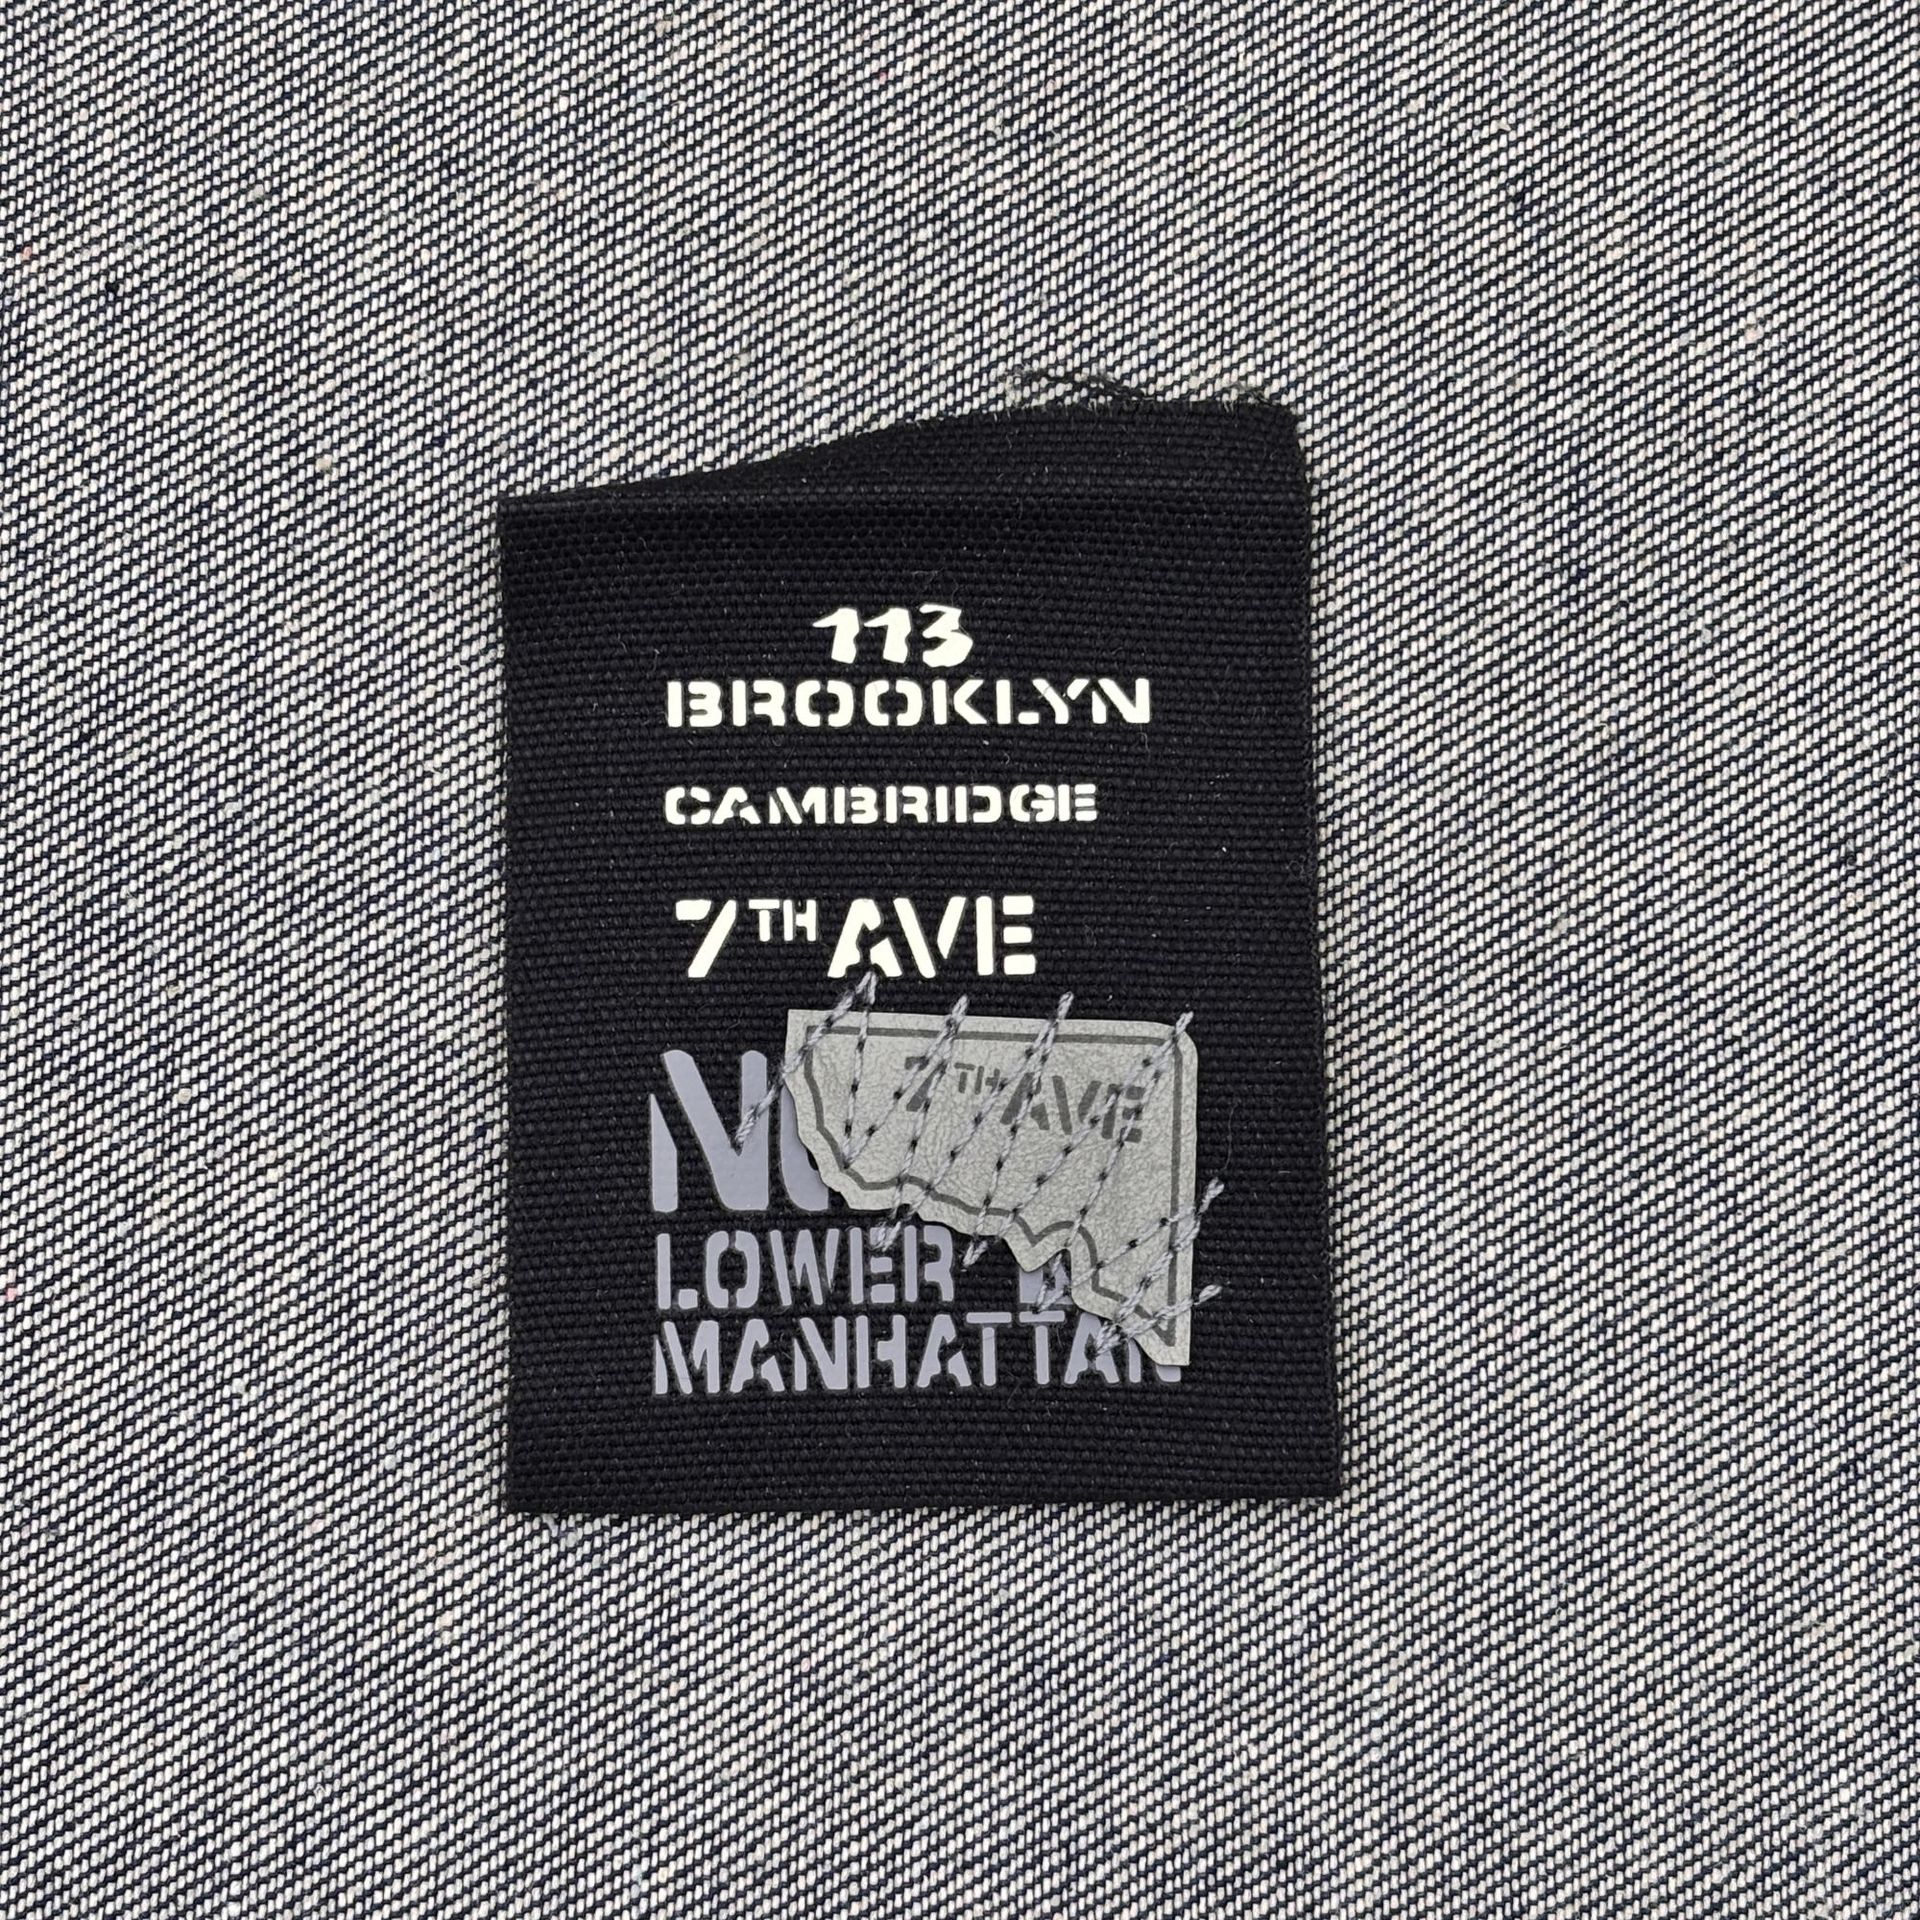 113
BROOKLYN
CAMBRIDGE
7TH AVE
7TH AVE
LOWER
MANHATTAN